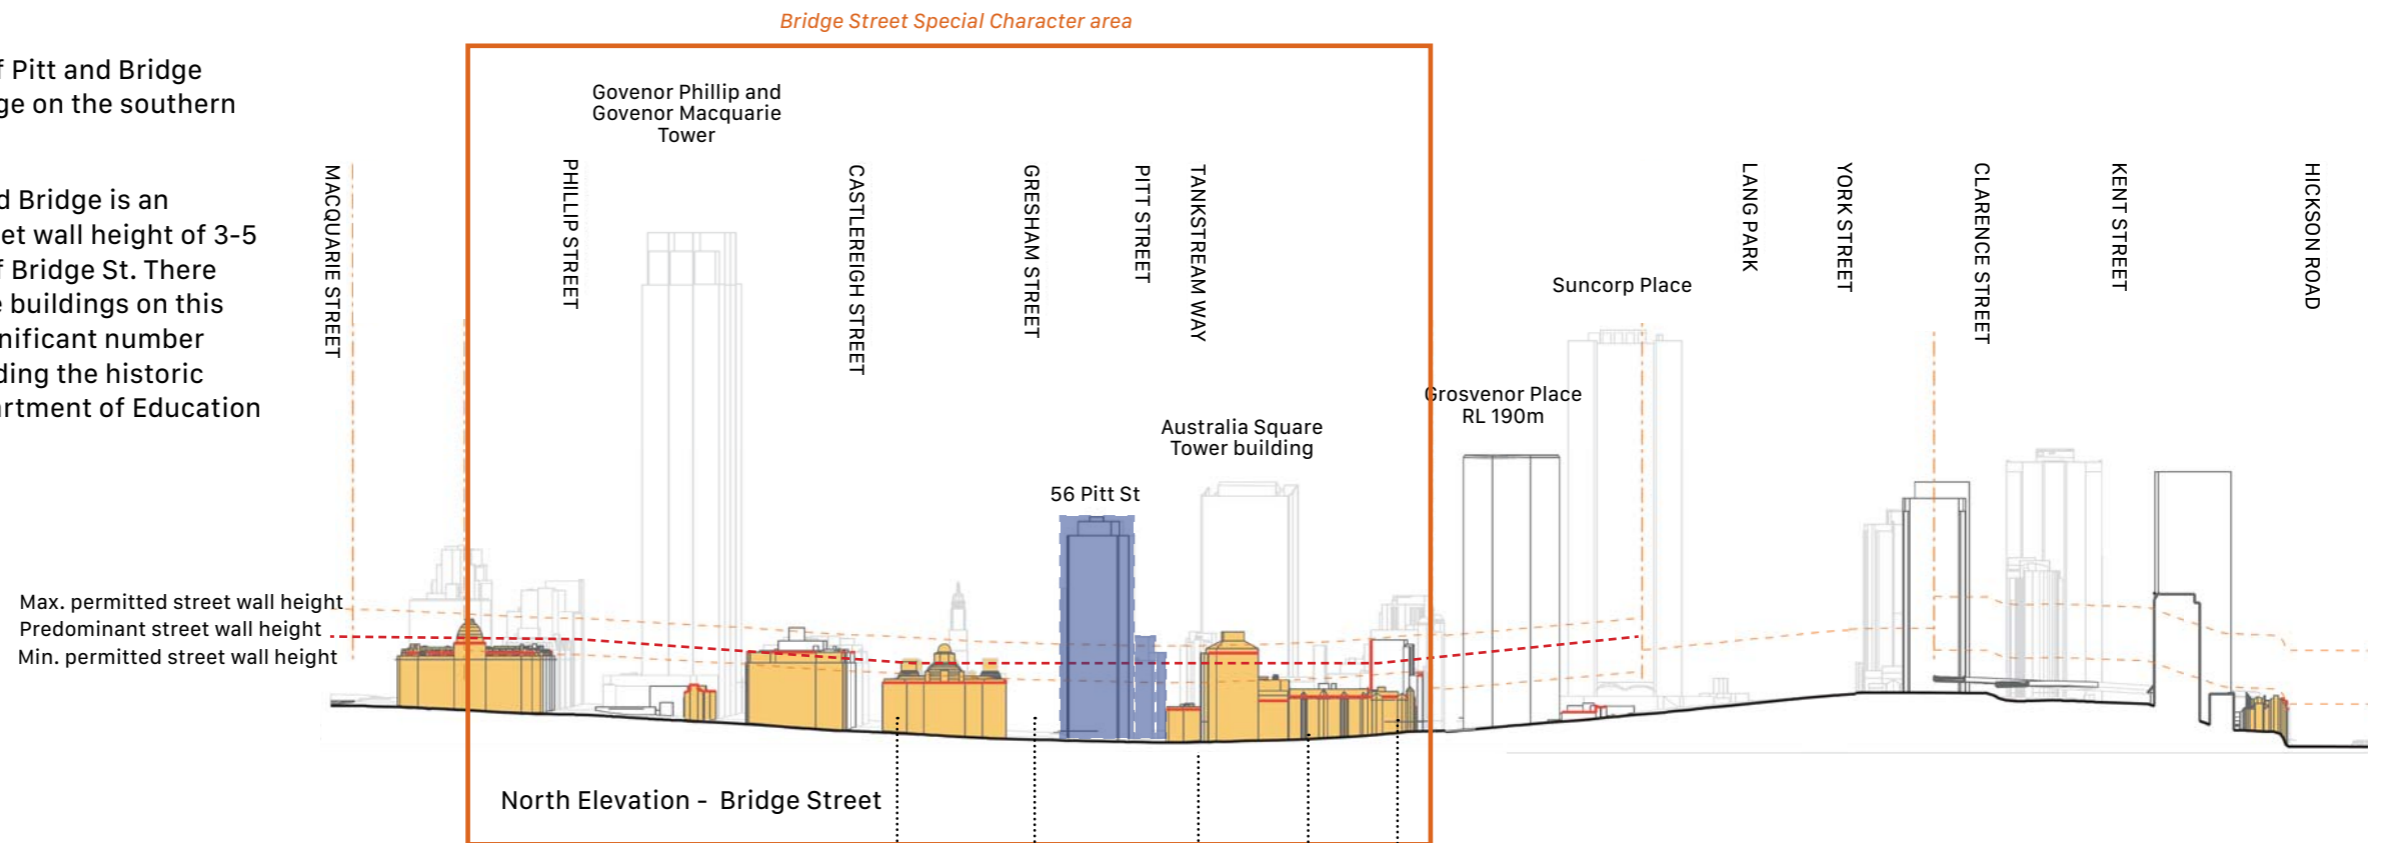 Bridge Street Special Character area
f Pitt and Bridge
ge on the southern
d Bridge is an
et wall height of 3-5
f Bridge St. There
e buildings on this
nificant number
ding the historic
artment of Education
Govenor Phillip and
Govenor Macquarie
Tower
MACQUARIE STREET
PHILLIP STREET
CASTLEREIGH STREET
GRESHAM STREET
PITT STREET
TANKSTREAM WAY
LANG PARK
YORK STREET
CLARENCE STREET
KENT STREET
HICKSON ROAD
Suncorp Place
Grosvenor Place
RL 190m
Australia Square
Tower building
56 Pitt St
Max. permitted street wall height
Predominant street wall height
Min. permitted street wall height
North Elevation - Bridge Street